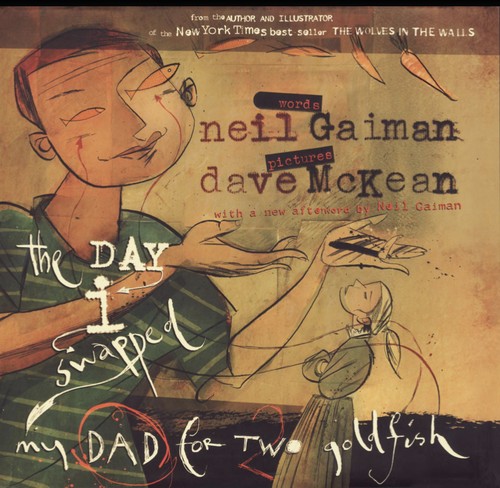 from the AUTHOR AND ILLUSTRATOR
of the New York Times best-seller THE WOLVES IN THE WALLS
words
neil Gaiman
pictures
dave McKean
with a new afterword by Neil Gaiman
the DAY
i
swapped
my DAD for TWO goldfish